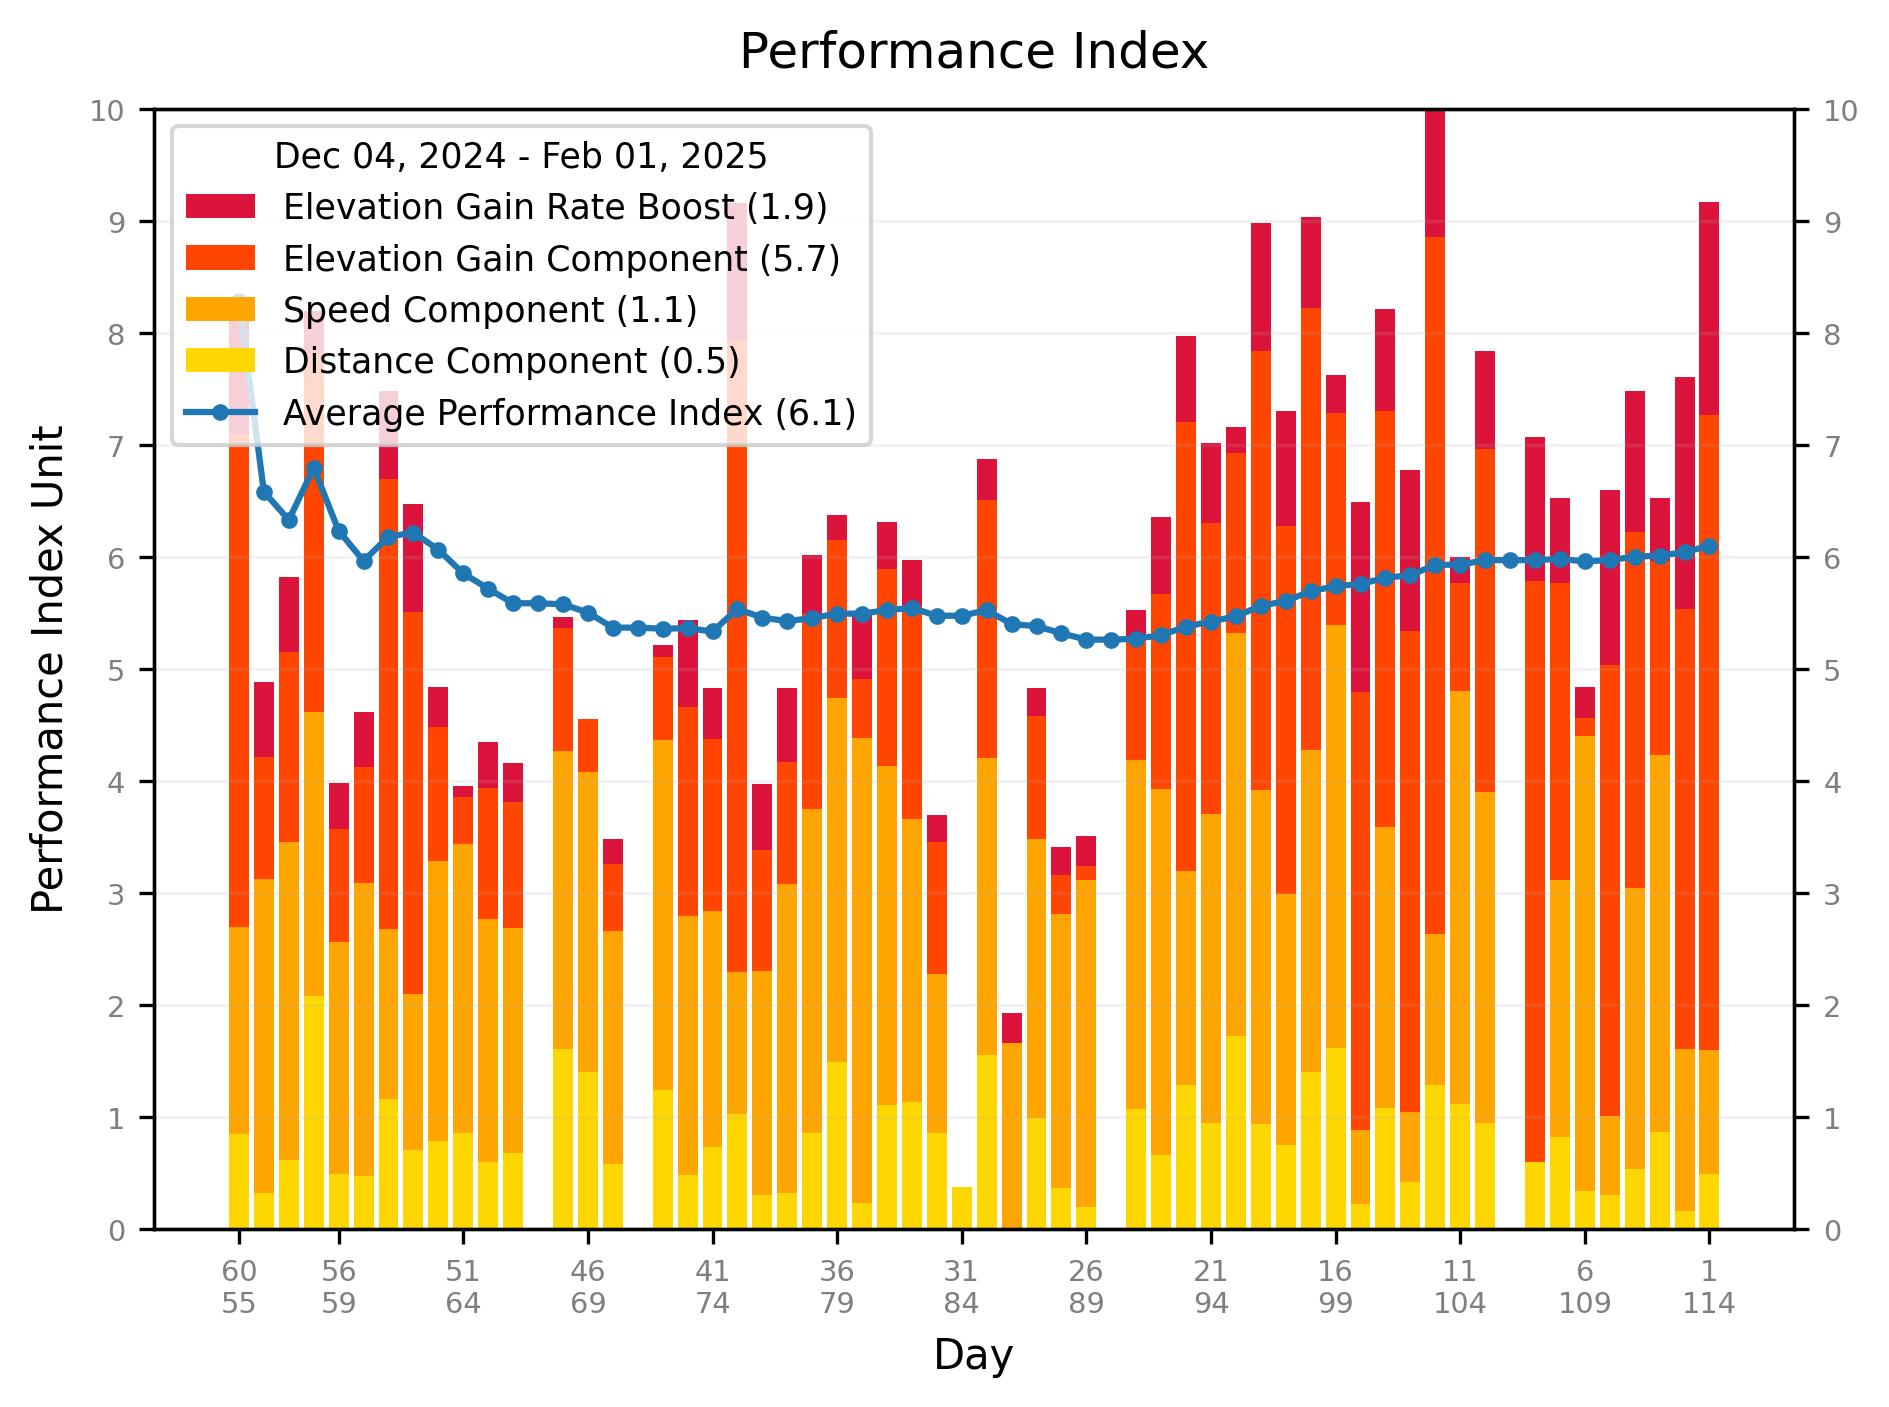 Performance Index
Dec 04, 2024 - Feb 01, 2025
Elevation Gain Rate Boost (1.9)
Elevation Gain Component (5.7)
Speed Component (1.1)
Distance Component (0.5)
Average Performance Index (6.1)
Performance Index Unit
10
9
8
7
6
5
4
3
2
1
0
10
9
8
7
6
5
4
3
2
1
0
60 56 51 46 41 36 31 26 21 16 11 6 1
55 59 64 69 74 79 84 89 94 99 104 109 114
Day